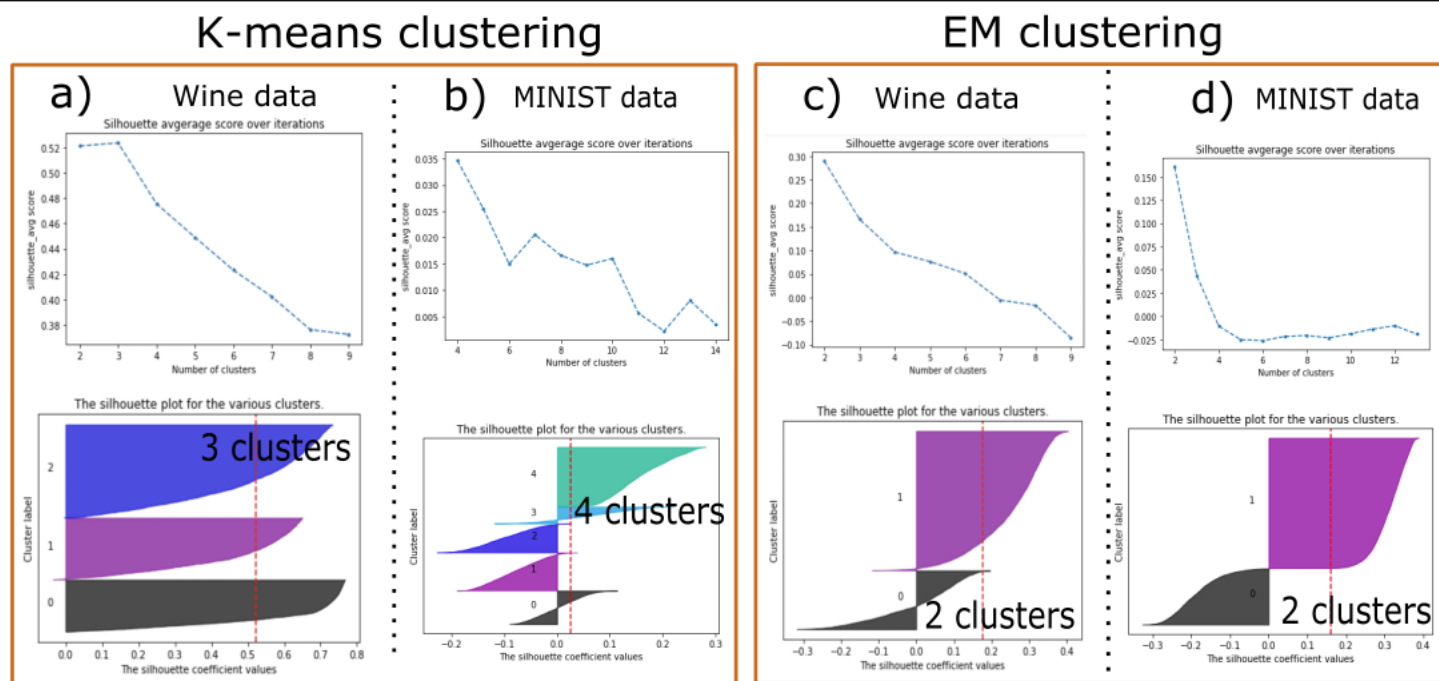 K-means clustering
EM clustering
a)
Wine data
Silhouette avgerage score over iterations
silhouette_avg score
0.52
0.50
0.48
0.46
0.44
0.42
0.40
0.38
2 3 4 5 6 7 8 9
Number of clusters
The silhouette plot for the various clusters.
3 clusters
Cluster label
2
1
0
0.0 0.1 0.2 0.3 0.4 0.5 0.6 0.7 0.8
The silhouette coefficient values
b)
MINIST data
Silhouette avgerage score over iterations
silhouette_avg score
0.035
0.030
0.025
0.020
0.015
0.010
0.005
4 6 8 10 12 14
Number of clusters
The silhouette plot for the various clusters.
4 clusters
Cluster label
4
3
2
1
0
−0.2 −0.1 0.0 0.1 0.2 0.3
The silhouette coefficient values
c)
Wine data
Silhouette avgerage score over iterations
silhouette_avg score
0.30
0.25
0.20
0.15
0.10
0.05
0.00
−0.05
−0.10
2 3 4 5 6 7 8 9
Number of clusters
The silhouette plot for the various clusters.
Cluster label
1
0
2 clusters
−0.3 −0.2 −0.1 0.0 0.1 0.2 0.3 0.4
The silhouette coefficient values
d)
MINIST data
Silhouette avgerage score over iterations
silhouette_avg score
0.150
0.125
0.100
0.075
0.050
0.025
0.000
−0.025
2 4 6 8 10 12
Number of clusters
The silhouette plot for the various clusters.
Cluster label
1
0
2 clusters
−0.3 −0.2 −0.1 0.0 0.1 0.2 0.3 0.4
The silhouette coefficient values